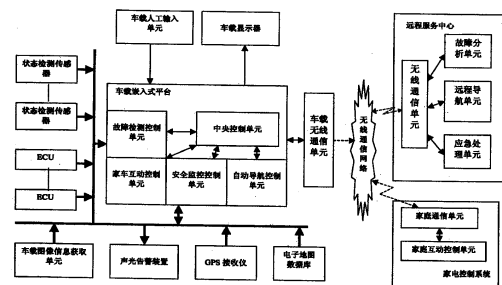 车载人工输入
单元
车载显示器
远程服务中心
状态检测传感
器
状态检测传感
器
ECU
ECU
车载嵌入式平台
故障检测控制
单元
中央控制单元
家车互动控制
单元
安全监控控制
单元
自动导航控制
单元
车载
无线
通信
单元
无线通信网络
无线通信单元
故障分
析单元
远程导
航单元
应急处
理单元
家庭通信单元
家庭互动控制单元
家电控制系统
车载图像信息获取
单元
声光告警装置
GPS 接收仪
电子地图
数据库